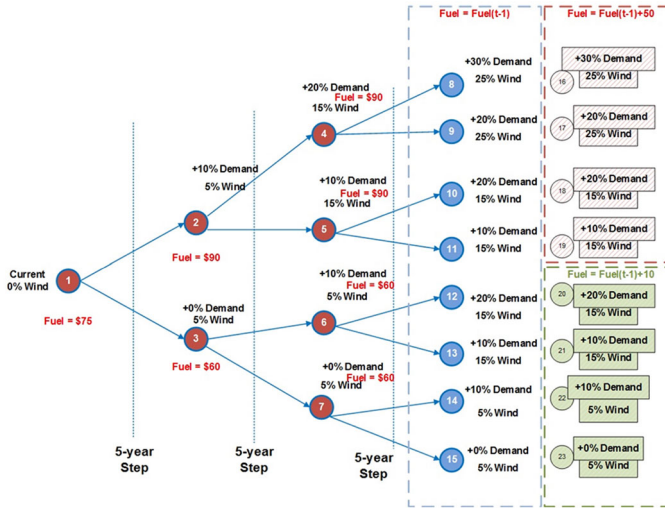 Fuel = Fuel(t-1)
Fuel = Fuel(t-1)+50
+30% Demand
25% Wind
8
+30% Demand
25% Wind
16
+20% Demand
15% Wind
Fuel = $90
4
+20% Demand
25% Wind
9
+20% Demand
25% Wind
17
+10% Demand
5% Wind
2
Fuel = $90
+10% Demand
15% Wind
Fuel = $90
5
+20% Demand
15% Wind
10
+20% Demand
15% Wind
18
+10% Demand
15% Wind
11
+10% Demand
15% Wind
19
Current
0% Wind
1
Fuel = $75
Fuel = Fuel(t-1)+10
+0% Demand
5% Wind
3
Fuel = $60
+10% Demand
5% Wind
Fuel = $60
6
+20% Demand
15% Wind
12
20
+20% Demand
15% Wind
+10% Demand
15% Wind
13
21
+10% Demand
15% Wind
+0% Demand
5% Wind
Fuel = $60
7
+10% Demand
5% Wind
14
22
+10% Demand
5% Wind
+0% Demand
5% Wind
15
23
+0% Demand
5% Wind
5-year
Step
5-year
Step
5-year
Step